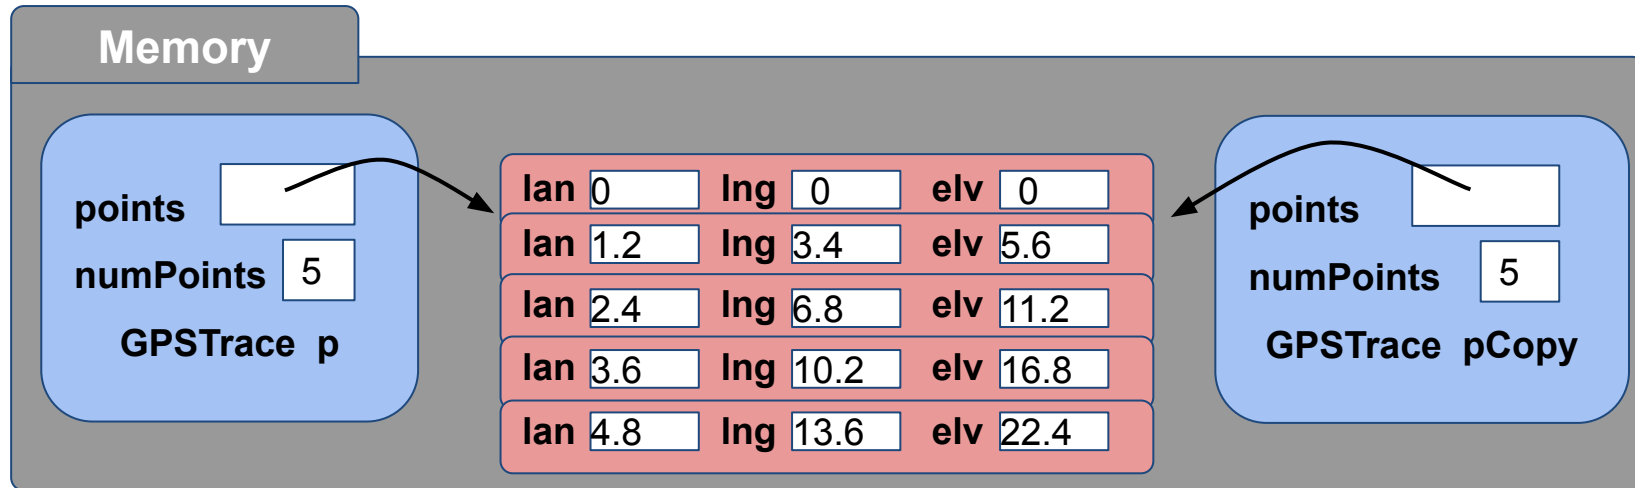 Memory
points
numPoints 5
GPSTrace p
lan 0 lng 0 elv 0
lan 1.2 lng 3.4 elv 5.6
lan 2.4 lng 6.8 elv 11.2
lan 3.6 lng 10.2 elv 16.8
lan 4.8 lng 13.6 elv 22.4
points
numPoints 5
GPSTrace pCopy